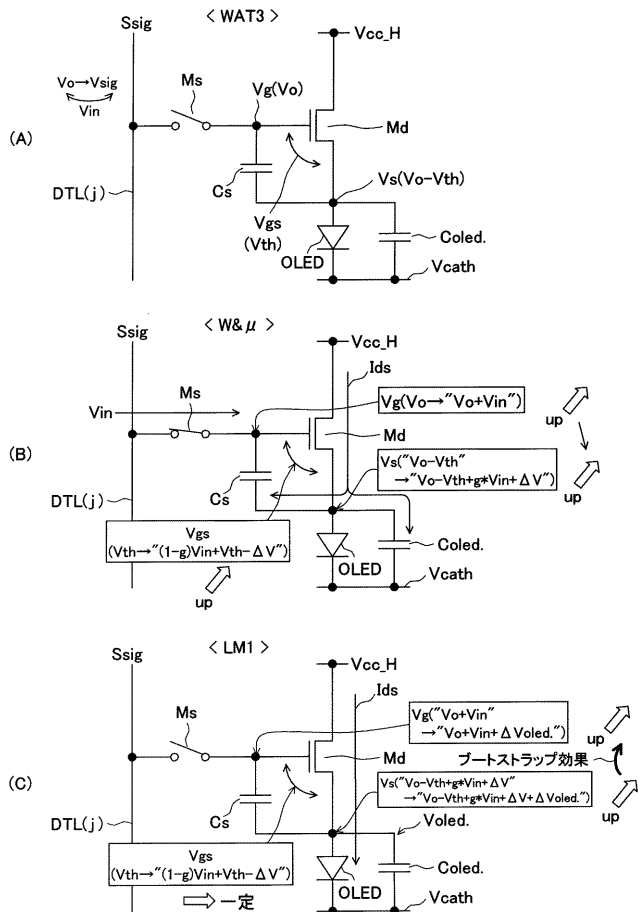 Ssig
< WAT3 >
Vcc_H
Vo→Vsig
Vin
Ms
Vg(Vo)
Md
(A)
Cs
Vs(Vo-Vth)
DTL(j)
Vgs
(Vth)
OLED
Coled.
Vcath
Ssig
< W&μ >
Vcc_H
Ids
Vin
Ms
Vg(Vo→"Vo+Vin")
up
Md
(B)
Vs("Vo-Vth"
→"Vo-Vth+g*Vin+ΔV")
up
Cs
DTL(j)
Vgs
(Vth→"(1-g)Vin+Vth-ΔV")
OLED
Coled.
Vcath
up
Ssig
< LM1 >
Vcc_H
Ids
Ms
Vg("Vo+Vin"
→"Vo+Vin+ΔVoled.")
up
Md
ブートストラップ効果
(C)
Vs("Vo-Vth+g*Vin+ΔV"
→"Vo-Vth+g*Vin+ΔV+ΔVoled.")
up
Cs
DTL(j)
Voled.
Vgs
(Vth→"(1-g)Vin+Vth-ΔV")
OLED
Coled.
一定
Vcath